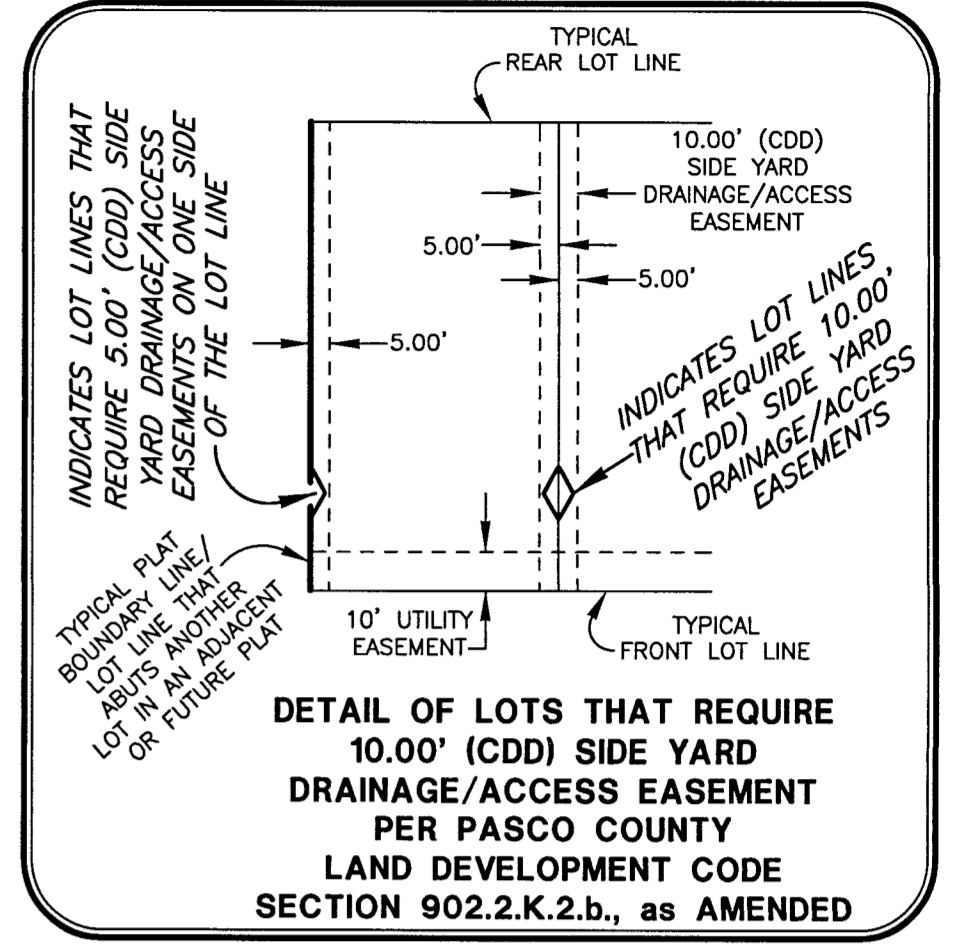 TYPICAL
REAR LOT LINE
INDICATES LOT LINES THAT
REQUIRE 5.00' (CDD) SIDE
YARD DRAINAGE/ACCESS
EASEMENTS ON ONE SIDE
OF THE LOT LINE
10.00' (CDD)
SIDE YARD
DRAINAGE/ACCESS
EASEMENT
5.00'
5.00'
5.00'
INDICATES LOT LINES
THAT REQUIRE 10.00'
(CDD) SIDE YARD
DRAINAGE/ACCESS
EASEMENTS
TYPICAL PLAT
BOUNDARY LINE/
LOT LINE THAT
ABUTS ANOTHER
LOT IN AN ADJACENT
OR FUTURE PLAT
10' UTILITY
EASEMENT
TYPICAL
FRONT LOT LINE
DETAIL OF LOTS THAT REQUIRE
10.00' (CDD) SIDE YARD
DRAINAGE/ACCESS EASEMENT
PER PASCO COUNTY
LAND DEVELOPMENT CODE
SECTION 902.2.K.2.b., as AMENDED